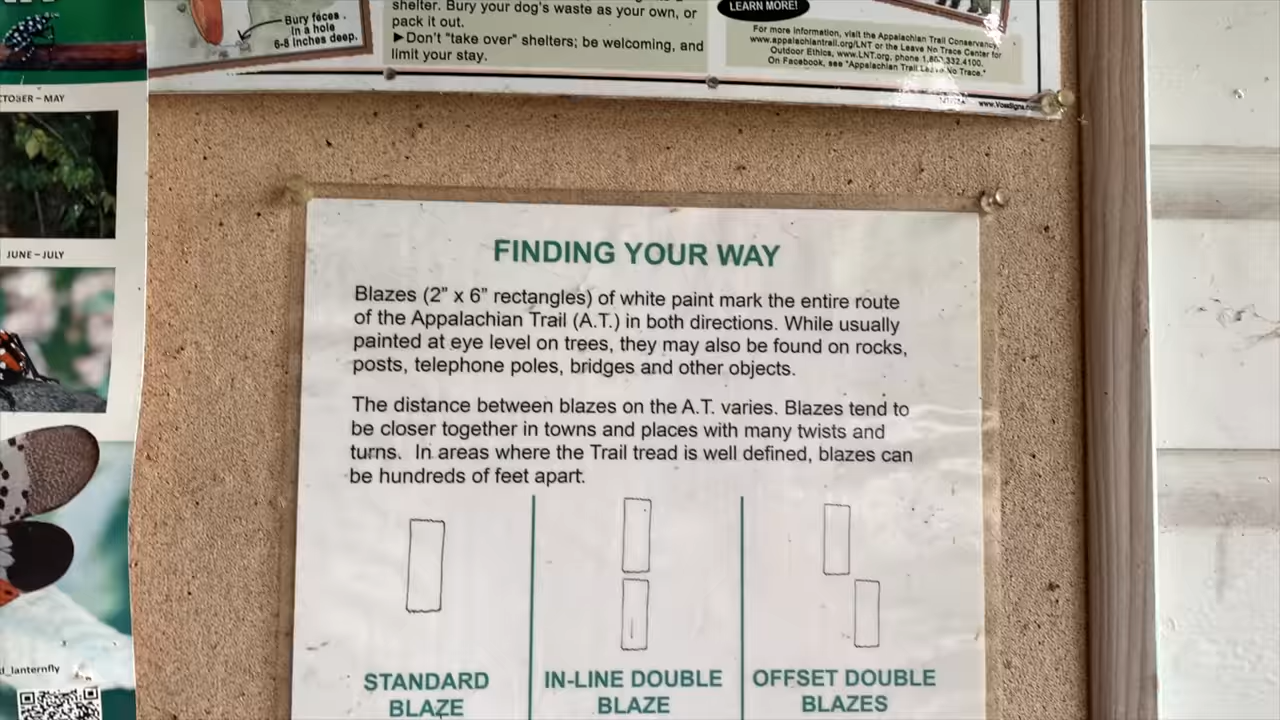 shelter. Bury your dog's waste as your own, or
pack it out.
►Don't "take over" shelters; be welcoming, and
limit your stay.
Bury feces
in a hole
6-8 inches deep.
LEARN MORE!
For more information, visit the Appalachian Trail Conservancy
www.appalachiantrail.org/LNT or the Leave No Trace Center for
Outdoor Ethics, www.LNT.org, phone 1.800.332.4100.
On Facebook, see "Appalachian Trail Leave No Trace."
TOBER – MAY
JUNE – JULY
d_lanternfly
FINDING YOUR WAY
Blazes (2" x 6" rectangles) of white paint mark the entire route
of the Appalachian Trail (A.T.) in both directions. While usually
painted at eye level on trees, they may also be found on rocks,
posts, telephone poles, bridges and other objects.
The distance between blazes on the A.T. varies. Blazes tend to
be closer together in towns and places with many twists and
turns. In areas where the Trail tread is well defined, blazes can
be hundreds of feet apart.
STANDARD
BLAZE
IN-LINE DOUBLE
BLAZE
OFFSET DOUBLE
BLAZES